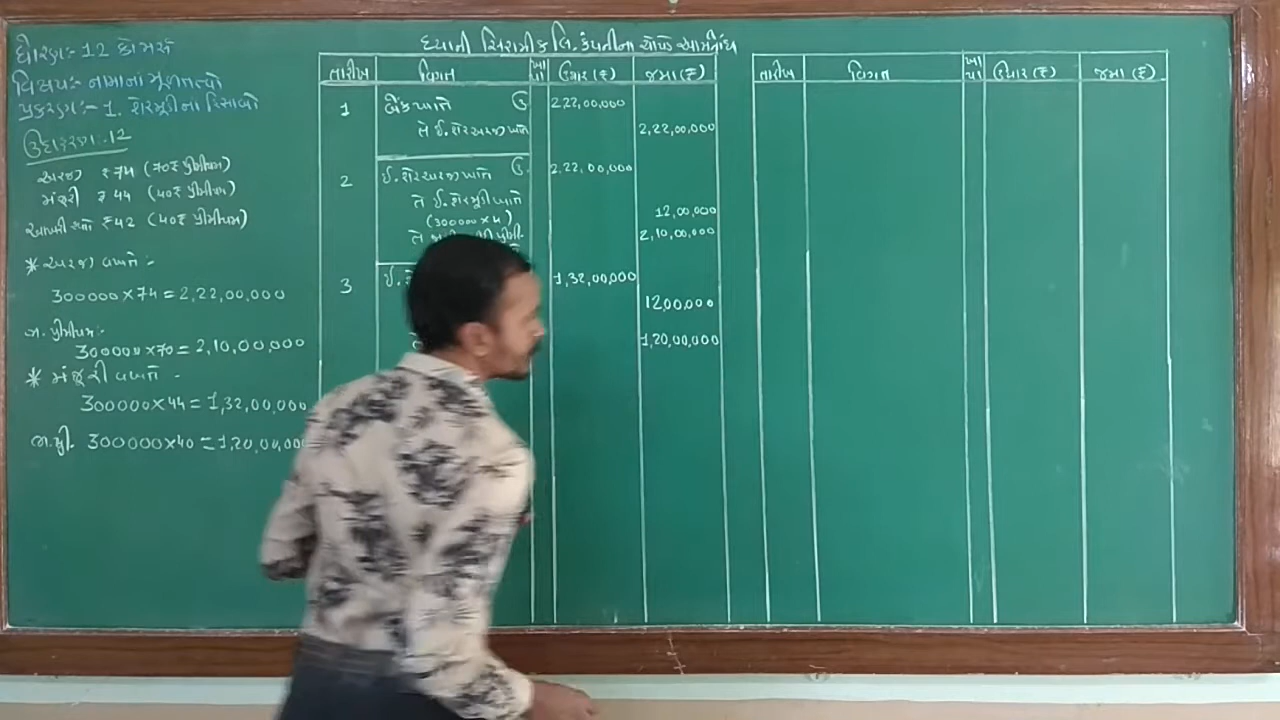 ધોરણ:- 12 કોમર્સ
વિષય:- નામાનાં મૂળતત્વો
પ્રકરણ:- 1. શેરમૂડીના હિસાબો
ઉદાહરણ:-12
અરજી ₹74 (70₹ પ્રીમીયમ)
મંજુરી ₹44 (40₹ પ્રીમીયમ)
₹42 (40₹ પ્રીમીયમ)
* અરજી વખતે :-
300000×74=2,22,00,000
જા. પ્રીમીયમ:-
300000×70=2,10,00,000
* મંજૂરી વખતે -
300000×44=1,32,00,000
જા.પ્રી. 300000×40=1,20,00,00
ધ્યાની સિરામીક લિ. કંપનીના ચોપડે આમનોંધ
તારીખ વિગત ખા પા ઉધાર(₹) જમા(₹)
1 બેંક ખાતે ઉ 2,22,00,000
તે ઈ.શેરઅરજી ખાતે 2,22,00,000
2 ઈ.શેરઅરજી ખાતે ઉ. 2,22,00,000
તે ઈ.શેરમૂડી ખાતે 12,00,000
(300000×4)
તે 2,10,00,000
3 ઈ. 1,32,00,000
12,00,000
1,20,00,000
તારીખ વિગત ખા પા ઉધાર(₹) જમા(₹)